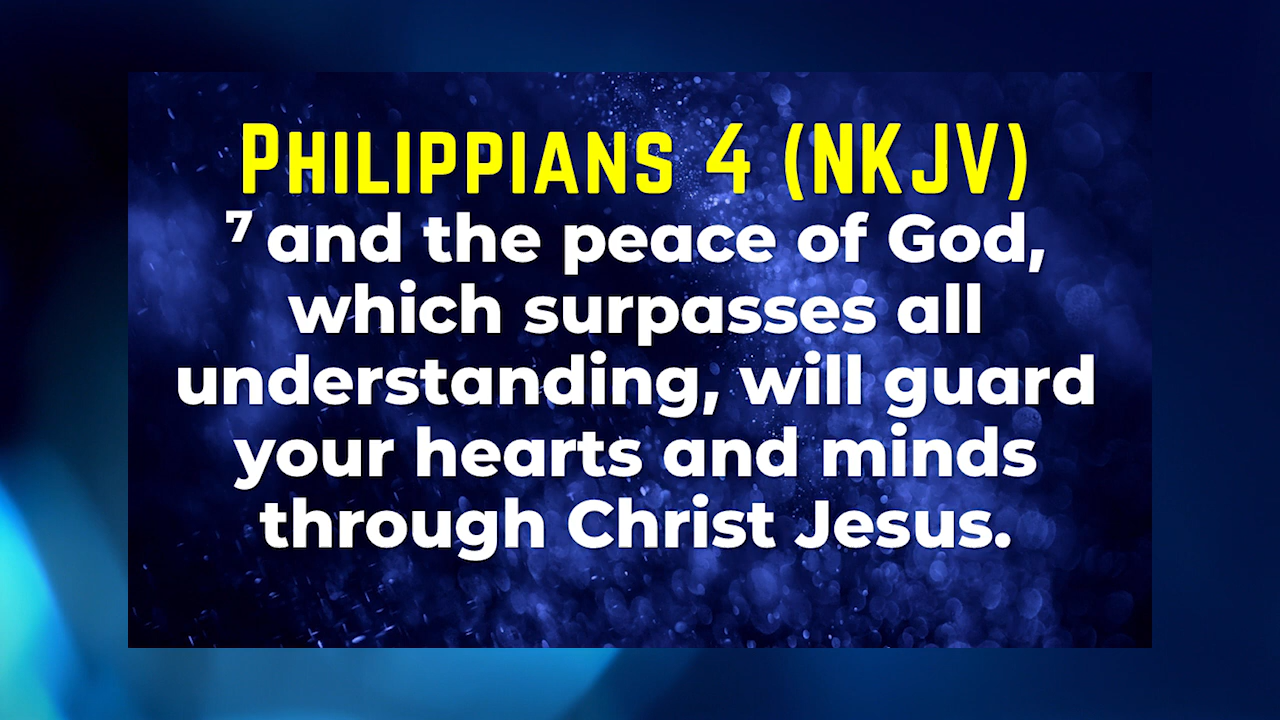 Philippians 4 (NKJV)
⁷ and the peace of God,
which surpasses all
understanding, will guard
your hearts and minds
through Christ Jesus.